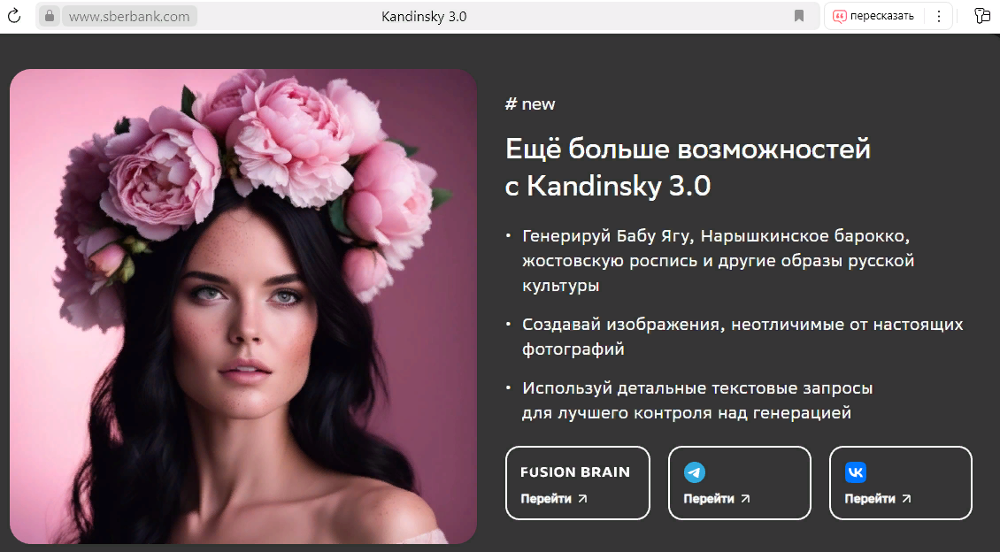 www.sberbank.com
Kandinsky 3.0
пересказать
# new
Ещё больше возможностей
с Kandinsky 3.0
• Генерируй Бабу Ягу, Нарышкинское барокко,
жостовскую роспись и другие образы русской
культуры
• Создавай изображения, неотличимые от настоящих
фотографий
• Используй детальные текстовые запросы
для лучшего контроля над генерацией
FUSION BRAIN
Перейти
Перейти
VK
Перейти